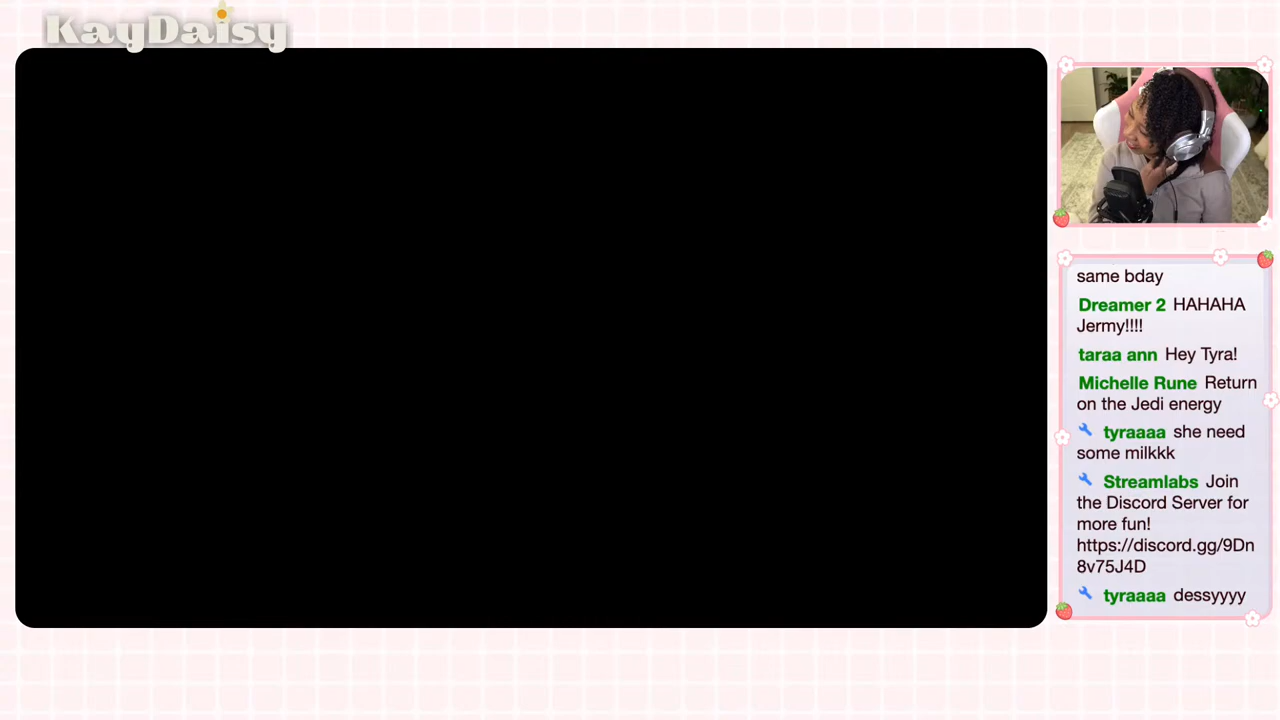 KayDaisy
same bday
Dreamer 2 HAHAHA
Jermy!!!!
taraa ann Hey Tyra!
Michelle Rune Return
on the Jedi energy
tyraaaa she need
some milkkk
Streamlabs Join
the Discord Server for
more fun!
https://discord.gg/9Dn
8v75J4D
tyraaaa dessyyyy